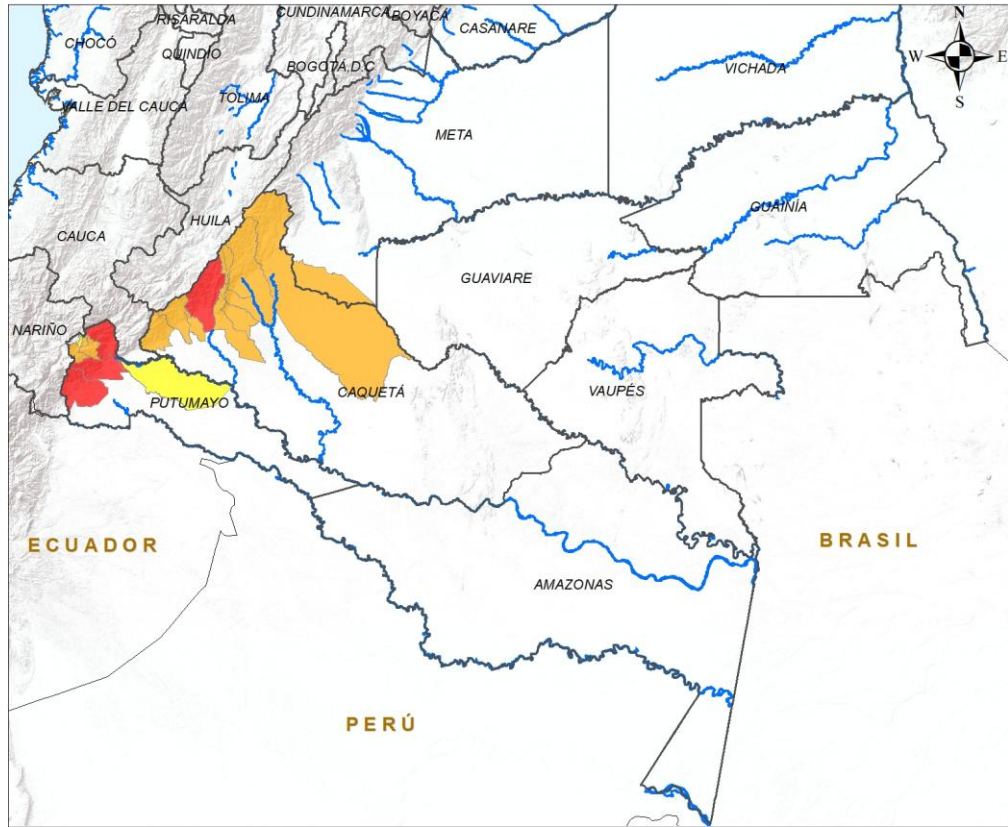 RISARALDA
CUNDINAMARCA
BOYACÁ
CASANARE
N
CHOCÓ
QUINDÍO
BOGOTÁ D.C
VICHADA
W
E
S
VALLE DEL CAUCA
TOLIMA
META
HUILA
GUAINÍA
CAUCA
GUAVIARE
NARIÑO
CAQUETÁ
VAUPÉS
PUTUMAYO
ECUADOR
BRASIL
AMAZONAS
PERÚ